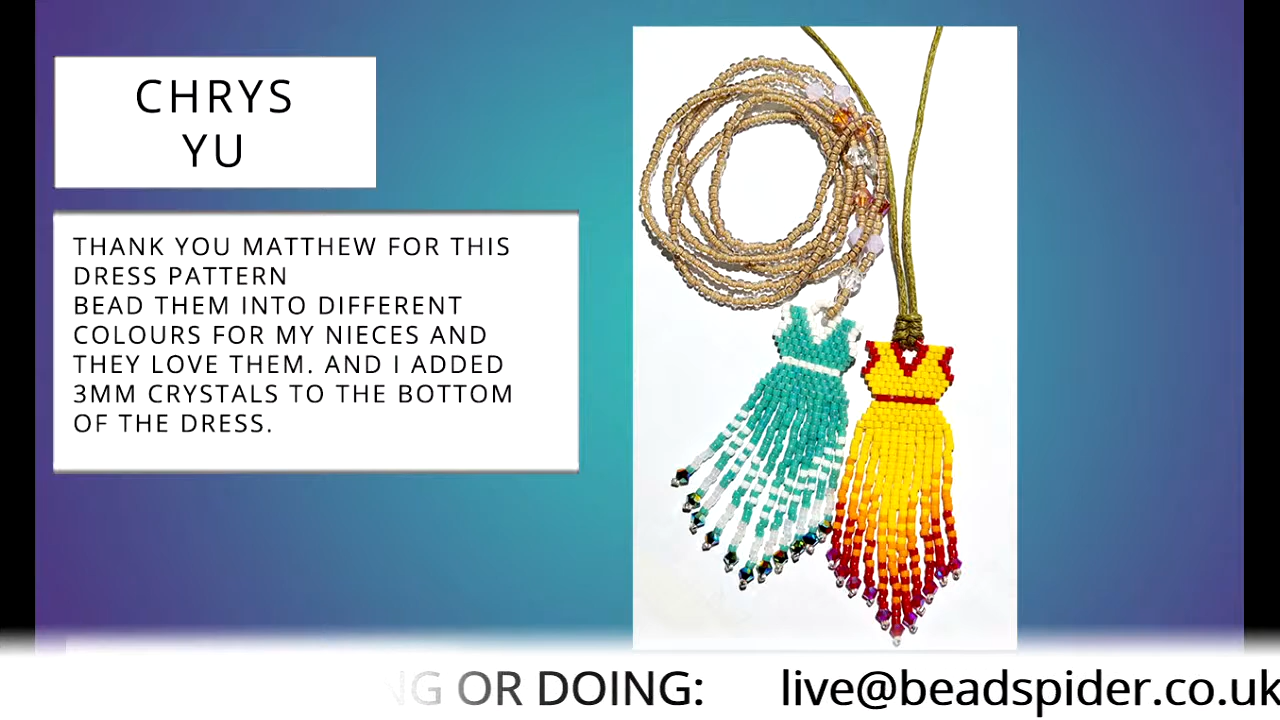 CHRYS
YU
THANK YOU MATTHEW FOR THIS
DRESS PATTERN
BEAD THEM INTO DIFFERENT
COLOURS FOR MY NIECES AND
THEY LOVE THEM. AND I ADDED
3MM CRYSTALS TO THE BOTTOM
OF THE DRESS.
NG OR DOING: live@beadspider.co.uk